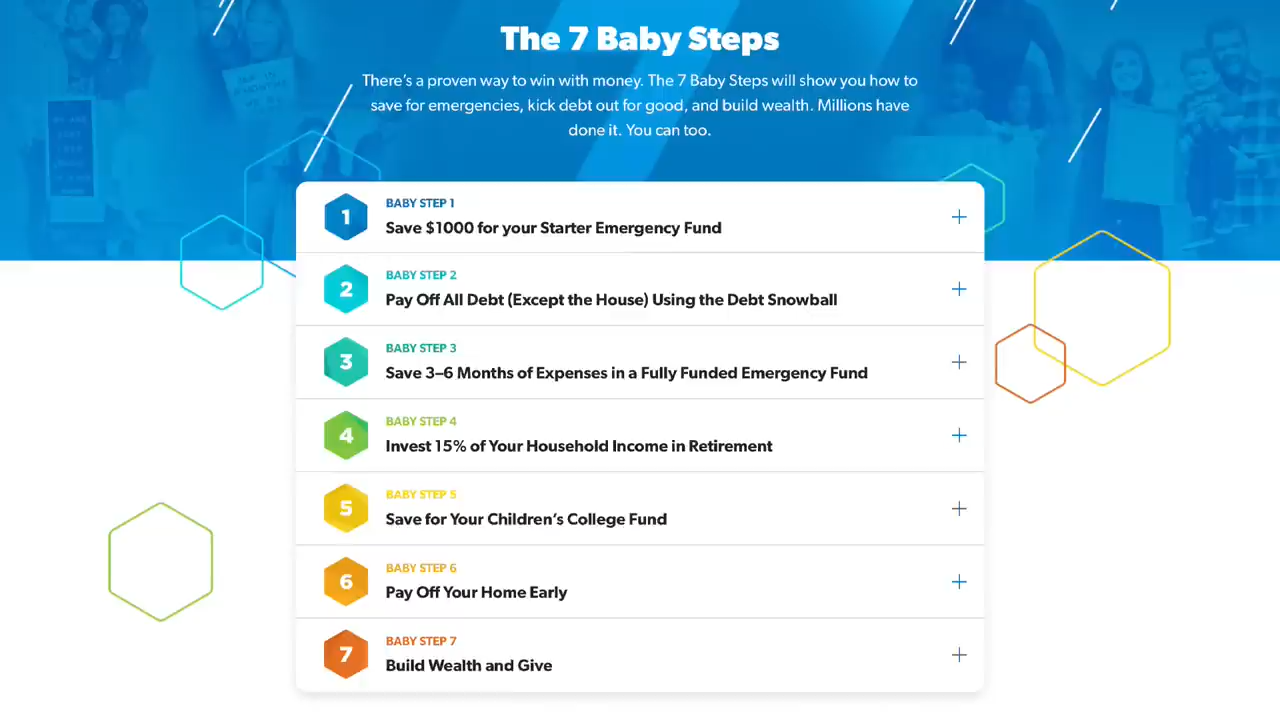 The 7 Baby Steps
There's a proven way to win with money. The 7 Baby Steps will show you how to
save for emergencies, kick debt out for good, and build wealth. Millions have
done it. You can too.
1
BABY STEP 1
Save $1000 for your Starter Emergency Fund
2
BABY STEP 2
Pay Off All Debt (Except the House) Using the Debt Snowball
3
BABY STEP 3
Save 3–6 Months of Expenses in a Fully Funded Emergency Fund
4
BABY STEP 4
Invest 15% of Your Household Income in Retirement
5
BABY STEP 5
Save for Your Children's College Fund
6
BABY STEP 6
Pay Off Your Home Early
7
BABY STEP 7
Build Wealth and Give